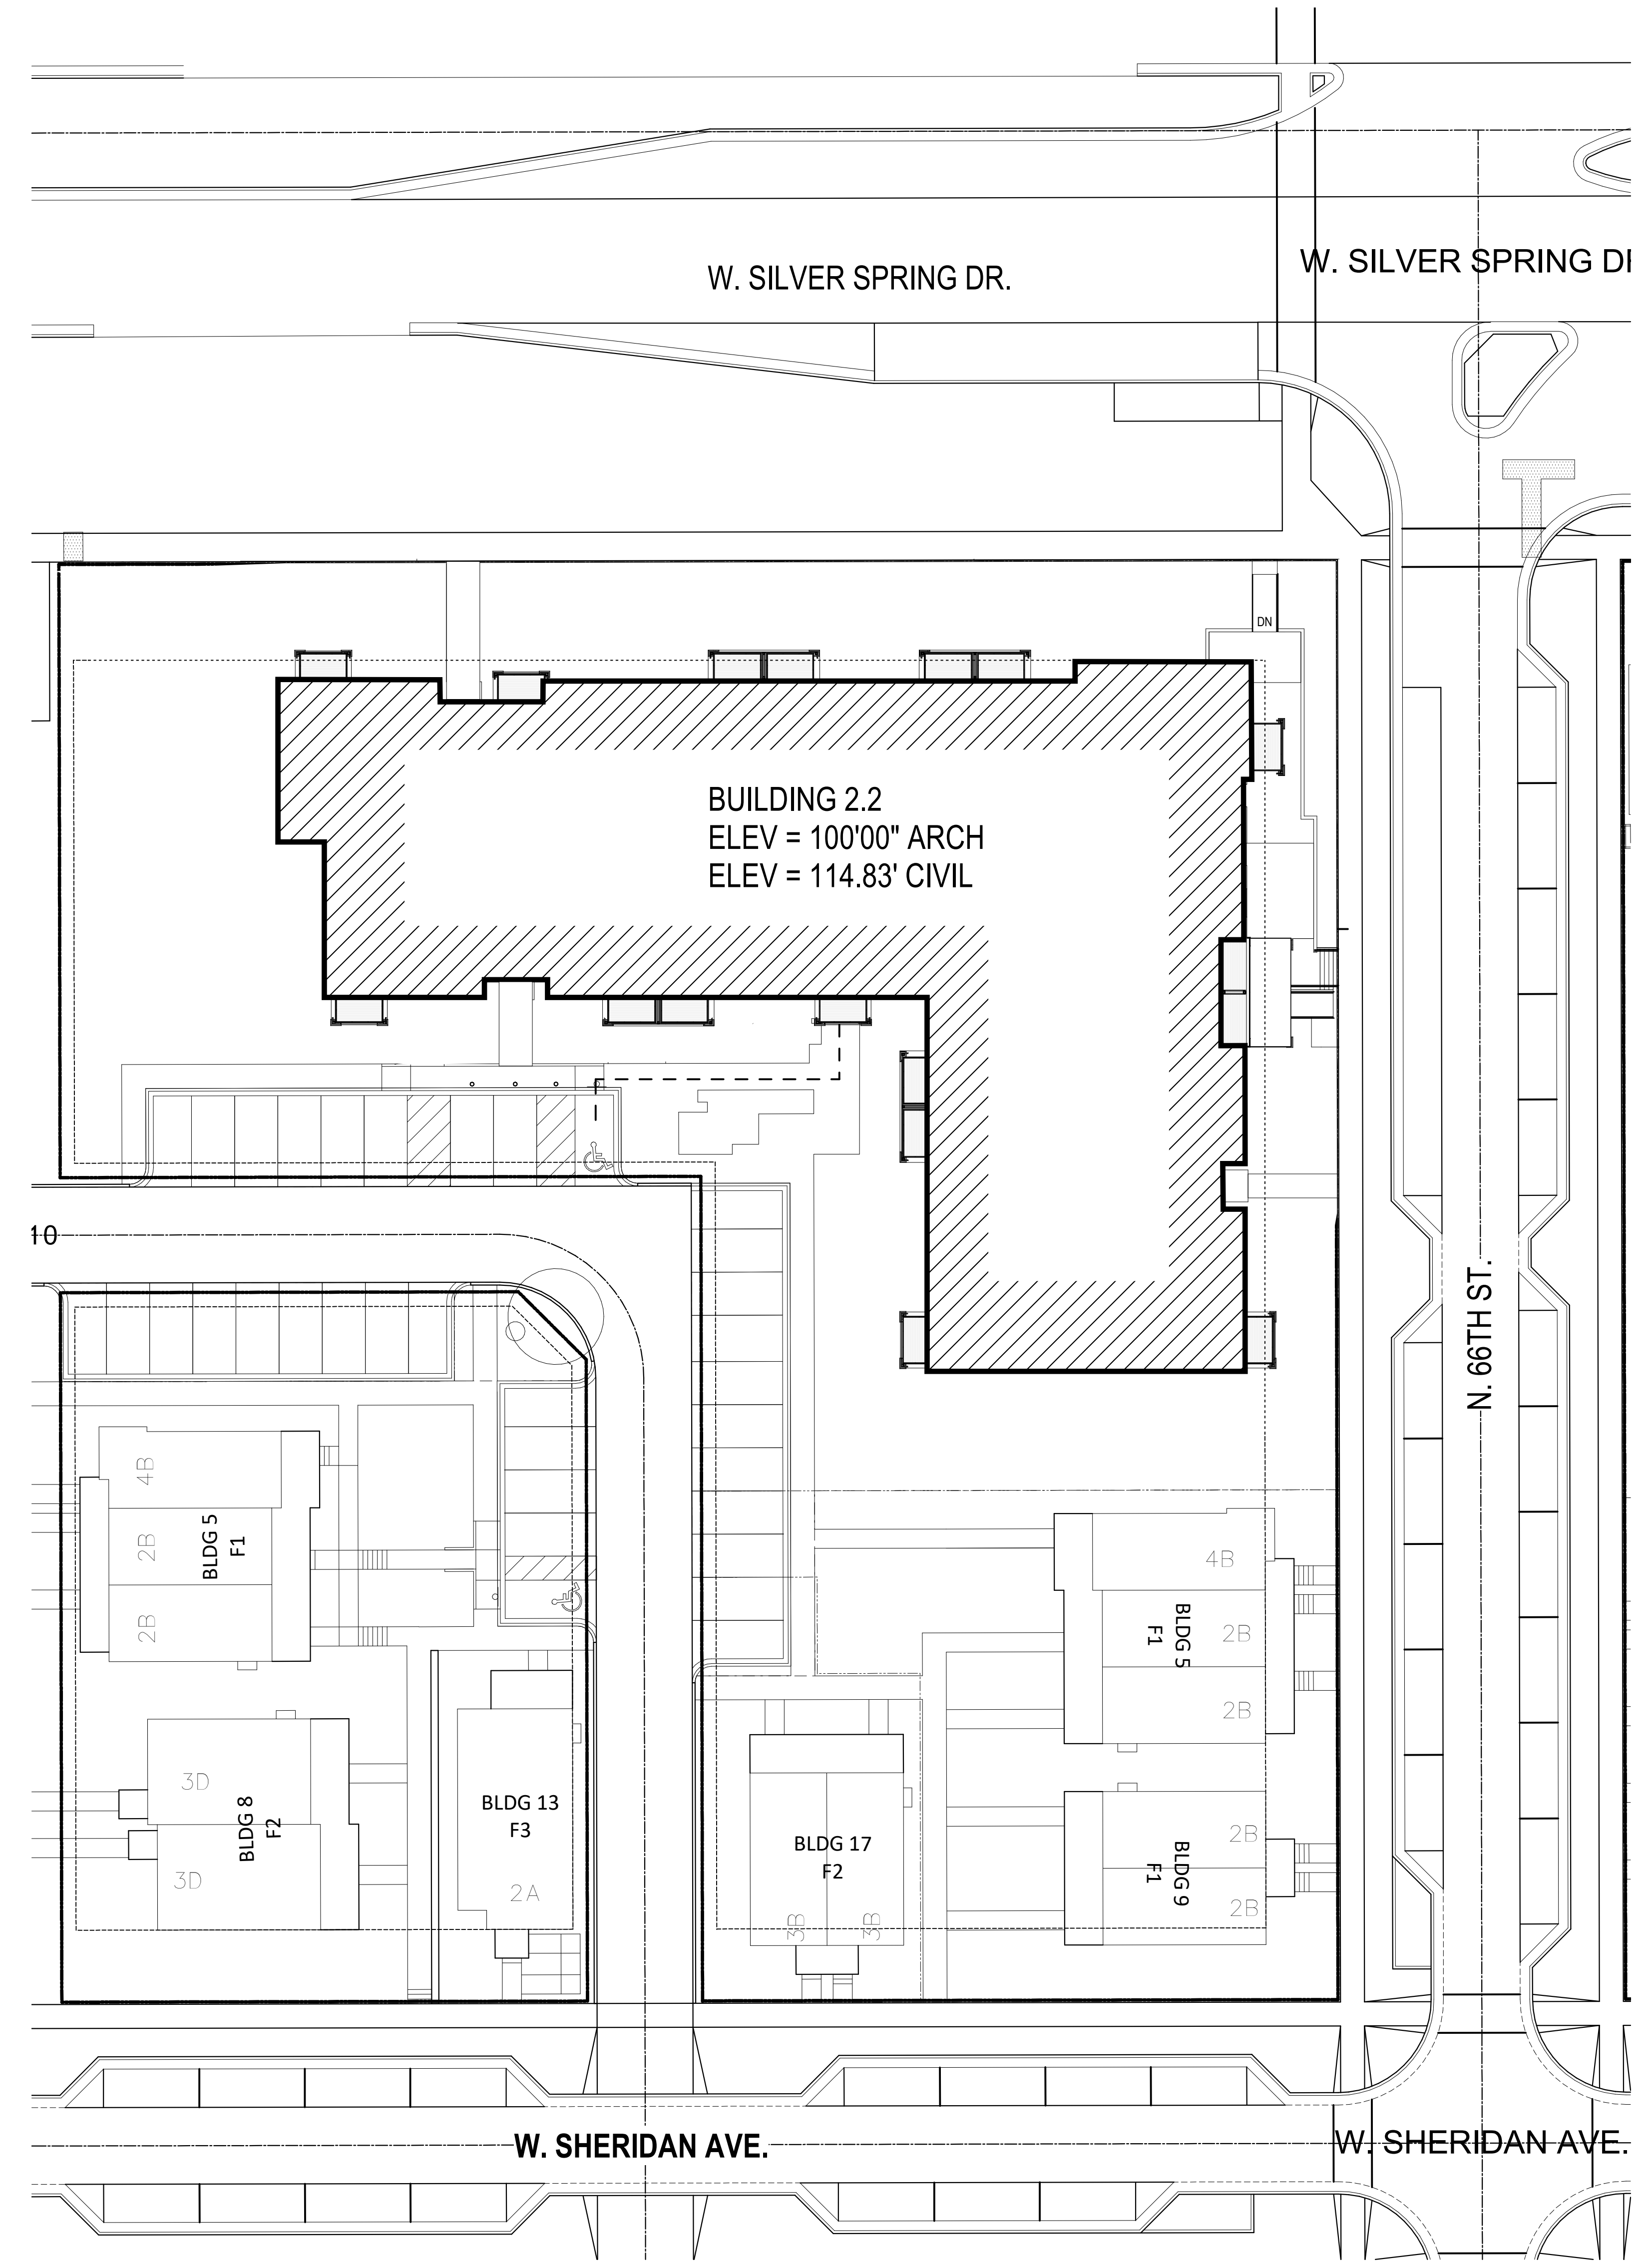 W. SILVER SPRING DR.
W. SILVER SPRING
DN
BUILDING 2.2
ELEV = 100'00" ARCH
ELEV = 114.83' CIVIL
10
N. 66TH ST.
4B
2B
2B
BLDG 5
F1
4B
2B
2B
BLDG 5
F1
3D
3D
BLDG 8
F2
BLDG 13
F3
2A
BLDG 17
F2
3B
3B
2B
2B
BLDG 9
F1
W. SHERIDAN AVE.
W. SHERIDAN AVE.